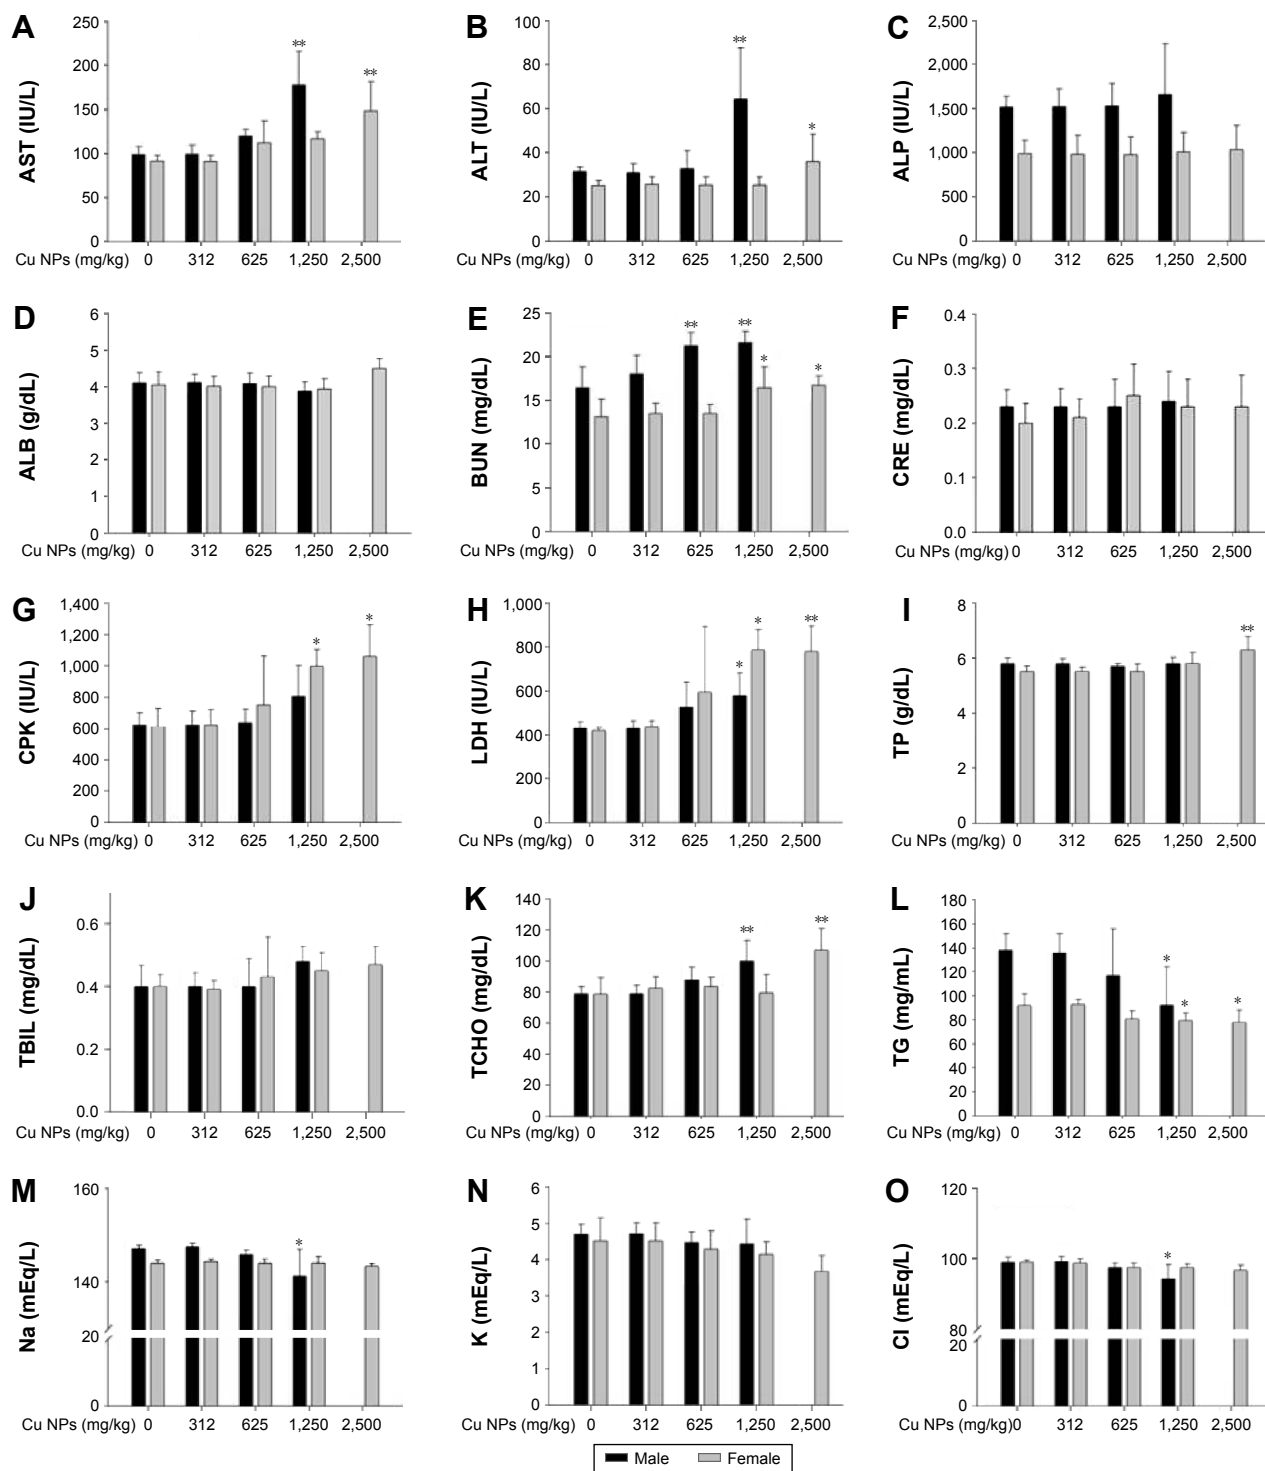 A
AST (IU/L)
250
200
150
100
50
0
** **
Cu NPs (mg/kg) 0 312 625 1,250 2,500
B
ALT (IU/L)
100
80
60
40
20
0
** *
Cu NPs (mg/kg) 0 312 625 1,250 2,500
C
ALP (IU/L)
2,500
2,000
1,500
1,000
500
0
Cu NPs (mg/kg) 0 312 625 1,250 2,500
D
ALB (g/dL)
6
5
4
3
2
1
0
Cu NPs (mg/kg) 0 312 625 1,250 2,500
E
BUN (mg/dL)
25
20
15
10
5
0
** ** * *
Cu NPs (mg/kg) 0 312 625 1,250 2,500
F
CRE (mg/dL)
0.4
0.3
0.2
0.1
0.0
Cu NPs (mg/kg) 0 312 625 1,250 2,500
G
CPK (IU/L)
1,400
1,200
1,000
800
600
400
200
0
* *
Cu NPs (mg/kg) 0 312 625 1,250 2,500
H
LDH (IU/L)
1,000
800
600
400
200
0
* * **
Cu NPs (mg/kg) 0 312 625 1,250 2,500
I
TP (g/dL)
8
6
4
2
0
**
Cu NPs (mg/kg) 0 312 625 1,250 2,500
J
TBIL (mg/dL)
0.6
0.4
0.2
0.0
Cu NPs (mg/kg) 0 312 625 1,250 2,500
K
TCHO (mg/dL)
140
120
100
80
60
40
20
0
** **
Cu NPs (mg/kg) 0 312 625 1,250 2,500
L
TG (mg/mL)
180
160
140
120
100
80
60
40
20
0
* * *
Cu NPs (mg/kg) 0 312 625 1,250 2,500
M
Na (mEq/L)
160
140
20
0
*
Cu NPs (mg/kg) 0 312 625 1,250 2,500
N
K (mEq/L)
6
5
4
3
2
1
0
Cu NPs (mg/kg) 0 312 625 1,250 2,500
O
Cl (mEq/L)
120
100
80
20
0
*
Cu NPs (mg/kg) 0 312 625 1,250 2,500
Male Female